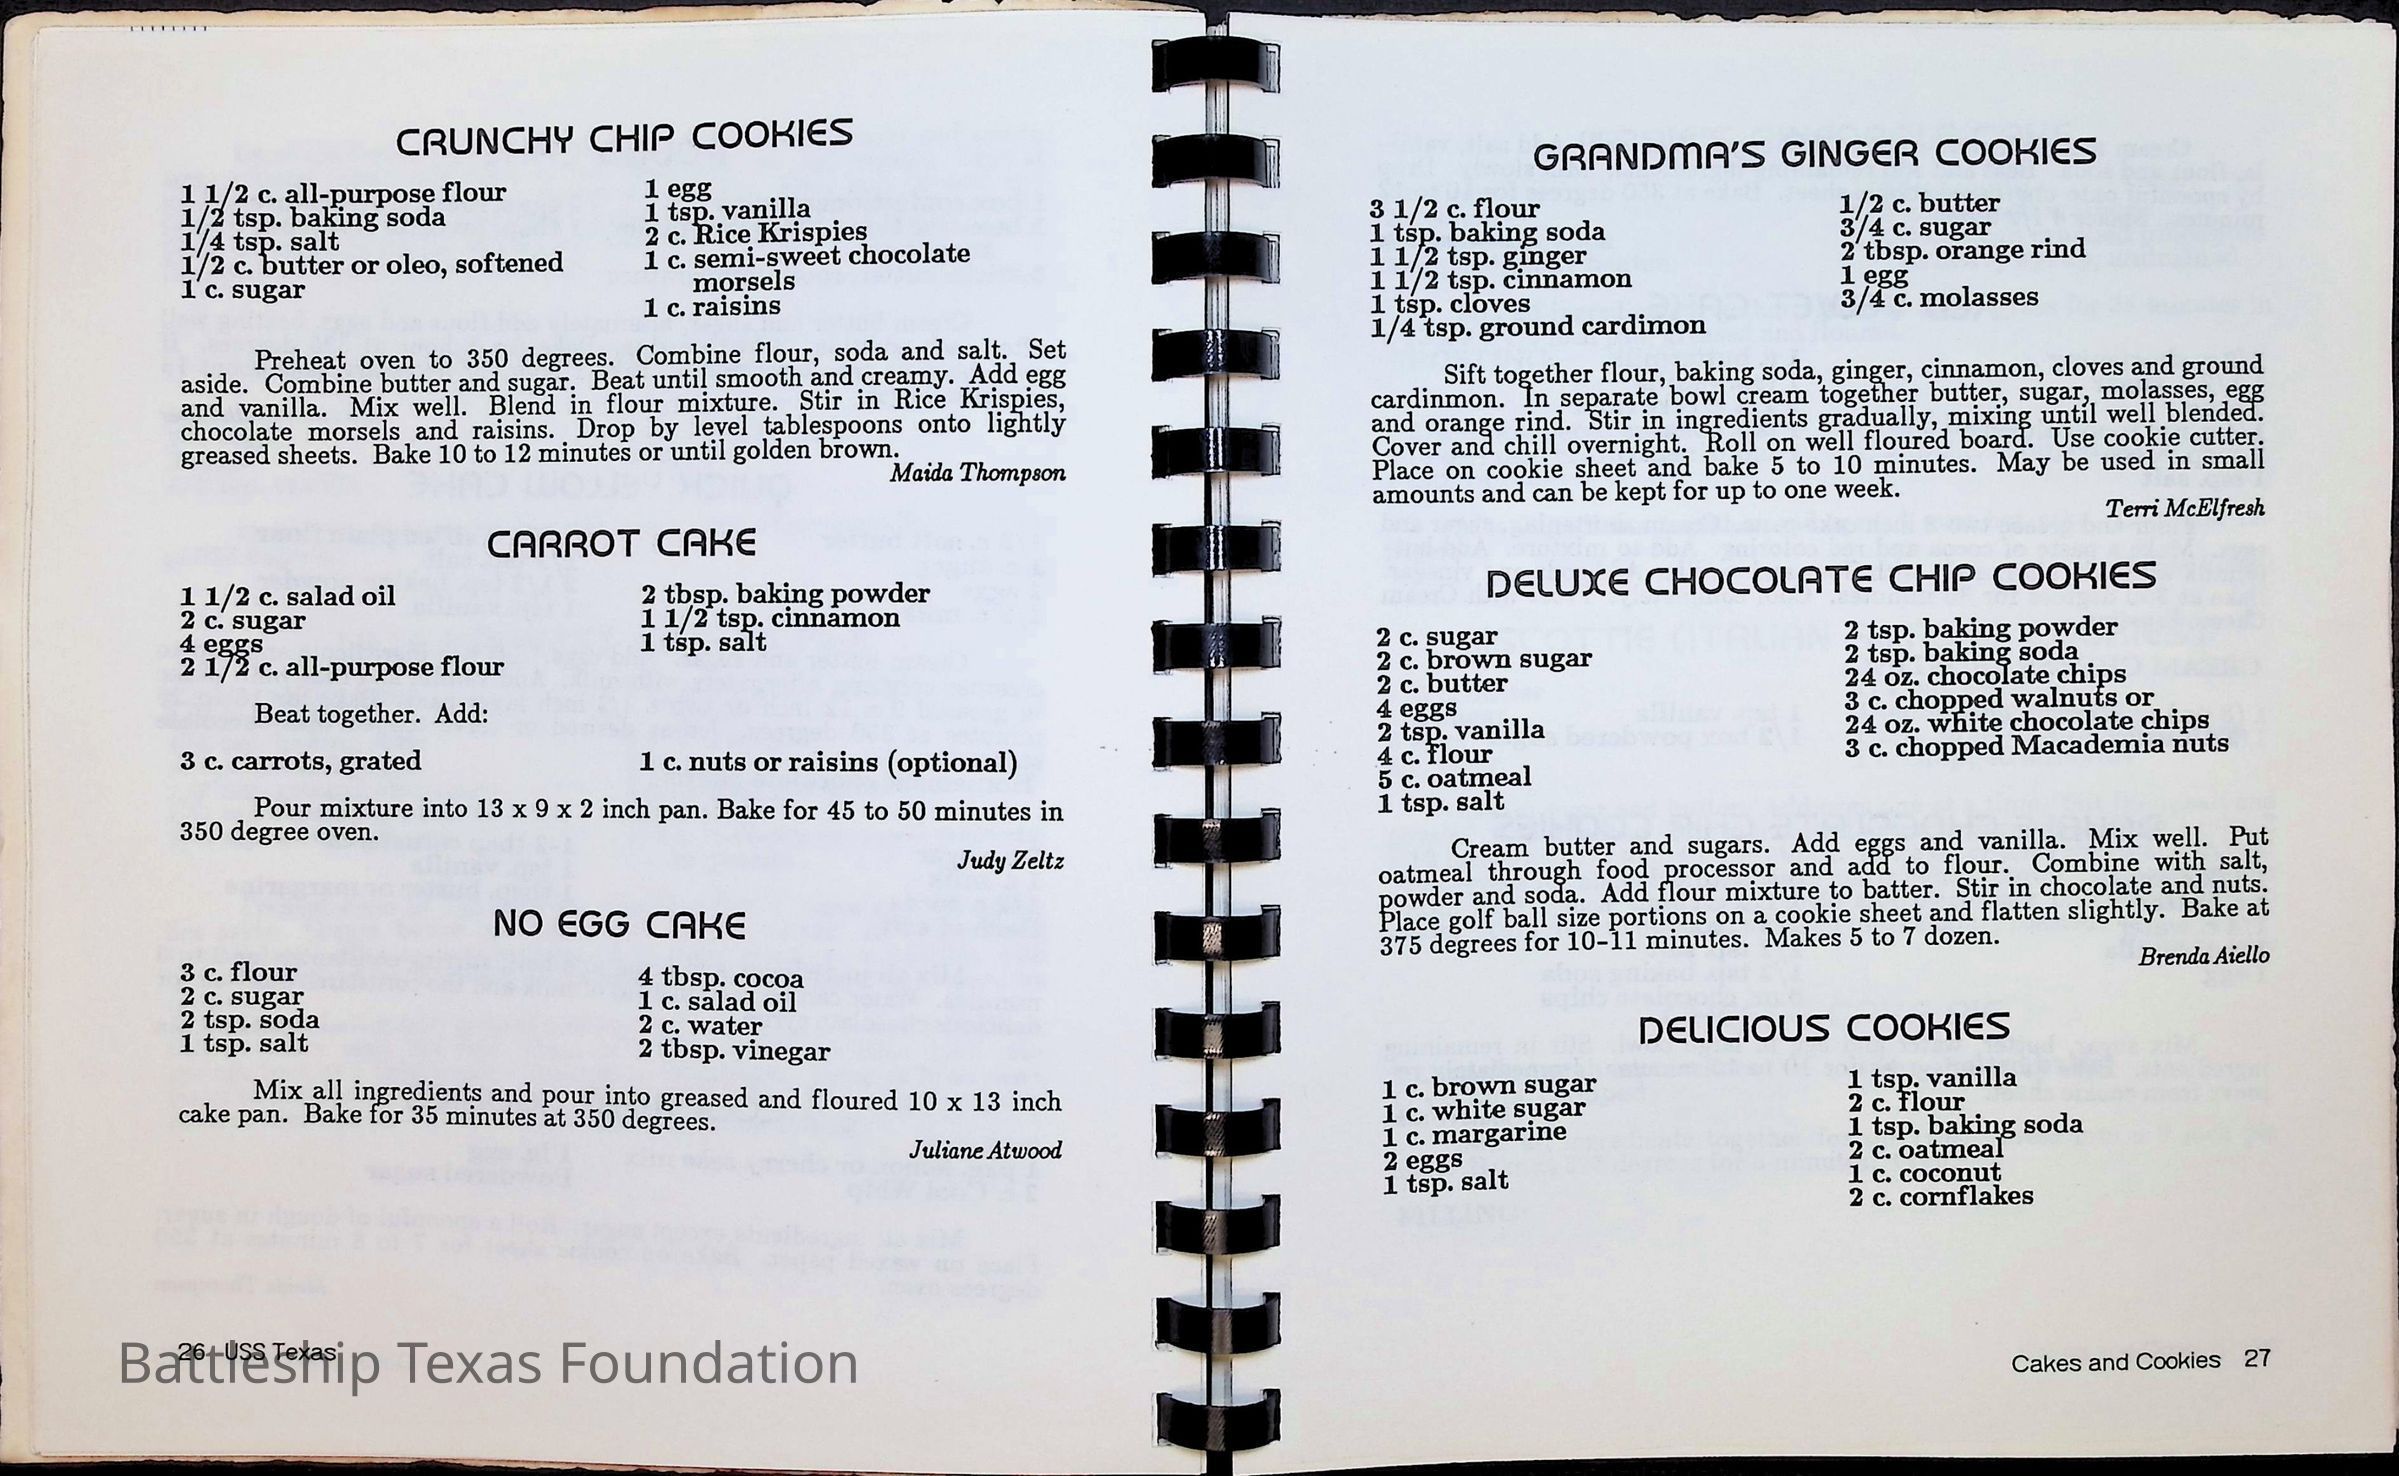 CRUNCHY CHIP COOKIES
1 1/2 c. all-purpose flour
1/2 tsp. baking soda
1/4 tsp. salt
1/2 c. butter or oleo, softened
1 c. sugar
1 egg
1 tsp. vanilla
2 c. Rice Krispies
1 c. semi-sweet chocolate
morsels
1 c. raisins
Preheat oven to 350 degrees. Combine flour, soda and salt. Set
aside. Combine butter and sugar. Beat until smooth and creamy. Add egg
and vanilla. Mix well. Blend in flour mixture. Stir in Rice Krispies,
chocolate morsels and raisins. Drop by level tablespoons onto lightly
greased sheets. Bake 10 to 12 minutes or until golden brown.
Maida Thompson
CARROT CAKE
1 1/2 c. salad oil
2 c. sugar
4 eggs
2 1/2 c. all-purpose flour
2 tbsp. baking powder
1 1/2 tsp. cinnamon
1 tsp. salt
Beat together. Add:
3 c. carrots, grated
1 c. nuts or raisins (optional)
Pour mixture into 13 x 9 x 2 inch pan. Bake for 45 to 50 minutes in
350 degree oven.
Judy Zeltz
NO EGG CAKE
3 c. flour
2 c. sugar
2 tsp. soda
1 tsp. salt
4 tbsp. cocoa
1 c. salad oil
2 c. water
2 tbsp. vinegar
Mix all ingredients and pour into greased and floured 10 x 13 inch
cake pan. Bake for 35 minutes at 350 degrees.
Juliane Atwood
26 USS Texas
Battleship Texas Foundation
GRANDMA'S GINGER COOKIES
3 1/2 c. flour
1 tsp. baking soda
1 1/2 tsp. ginger
1 1/2 tsp. cinnamon
1 tsp. cloves
1/4 tsp. ground cardimon
1/2 c. butter
3/4 c. sugar
2 tbsp. orange rind
1 egg
3/4 c. molasses
Sift together flour, baking soda, ginger, cinnamon, cloves and ground
cardinmon. In separate bowl cream together butter, sugar, molasses, egg
and orange rind. Stir in ingredients gradually, mixing until well blended.
Cover and chill overnight. Roll on well floured board. Use cookie cutter.
Place on cookie sheet and bake 5 to 10 minutes. May be used in small
amounts and can be kept for up to one week.
Terri McElfresh
DELUXE CHOCOLATE CHIP COOKIES
2 c. sugar
2 c. brown sugar
2 c. butter
4 eggs
2 tsp. vanilla
4 c. flour
5 c. oatmeal
1 tsp. salt
2 tsp. baking powder
2 tsp. baking soda
24 oz. chocolate chips
3 c. chopped walnuts or
24 oz. white chocolate chips
3 c. chopped Macademia nuts
Cream butter and sugars. Add eggs and vanilla. Mix well. Put
oatmeal through food processor and add to flour. Combine with salt,
powder and soda. Add flour mixture to batter. Stir in chocolate and nuts.
Place golf ball size portions on a cookie sheet and flatten slightly. Bake at
375 degrees for 10-11 minutes. Makes 5 to 7 dozen.
Brenda Aiello
DELICIOUS COOKIES
1 c. brown sugar
1 c. white sugar
1 c. margarine
2 eggs
1 tsp. salt
1 tsp. vanilla
2 c. flour
1 tsp. baking soda
2 c. oatmeal
1 c. coconut
2 c. cornflakes
Cakes and Cookies 27